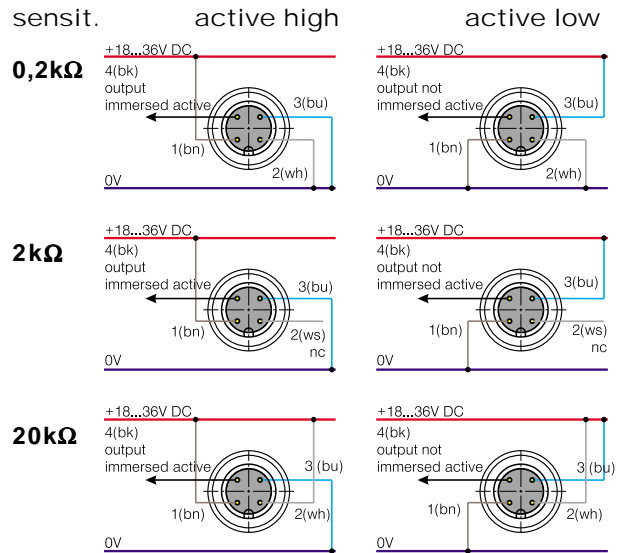 sensit. active high active low
0,2kΩ
+18...36V DC
4(bk)
output
immersed active
3(bu)
1(bn)
2(wh)
0V
+18...36V DC
4(bk)
output not
immersed active
3(bu)
1(bn)
2(wh)
0V
2kΩ
+18...36V DC
4(bk)
output
immersed active
3(bu)
1(bn)
2(ws)
nc
0V
+18...36V DC
4(bk)
output not
immersed active
3(bu)
1(bn)
2(ws)
nc
0V
20kΩ
+18...36V DC
4(bk)
output
immersed active
3 (bu)
1(bn)
2(wh)
0V
+18...36V DC
4(bk)
output not
immersed active
3 (bu)
1(bn)
2(wh)
0V